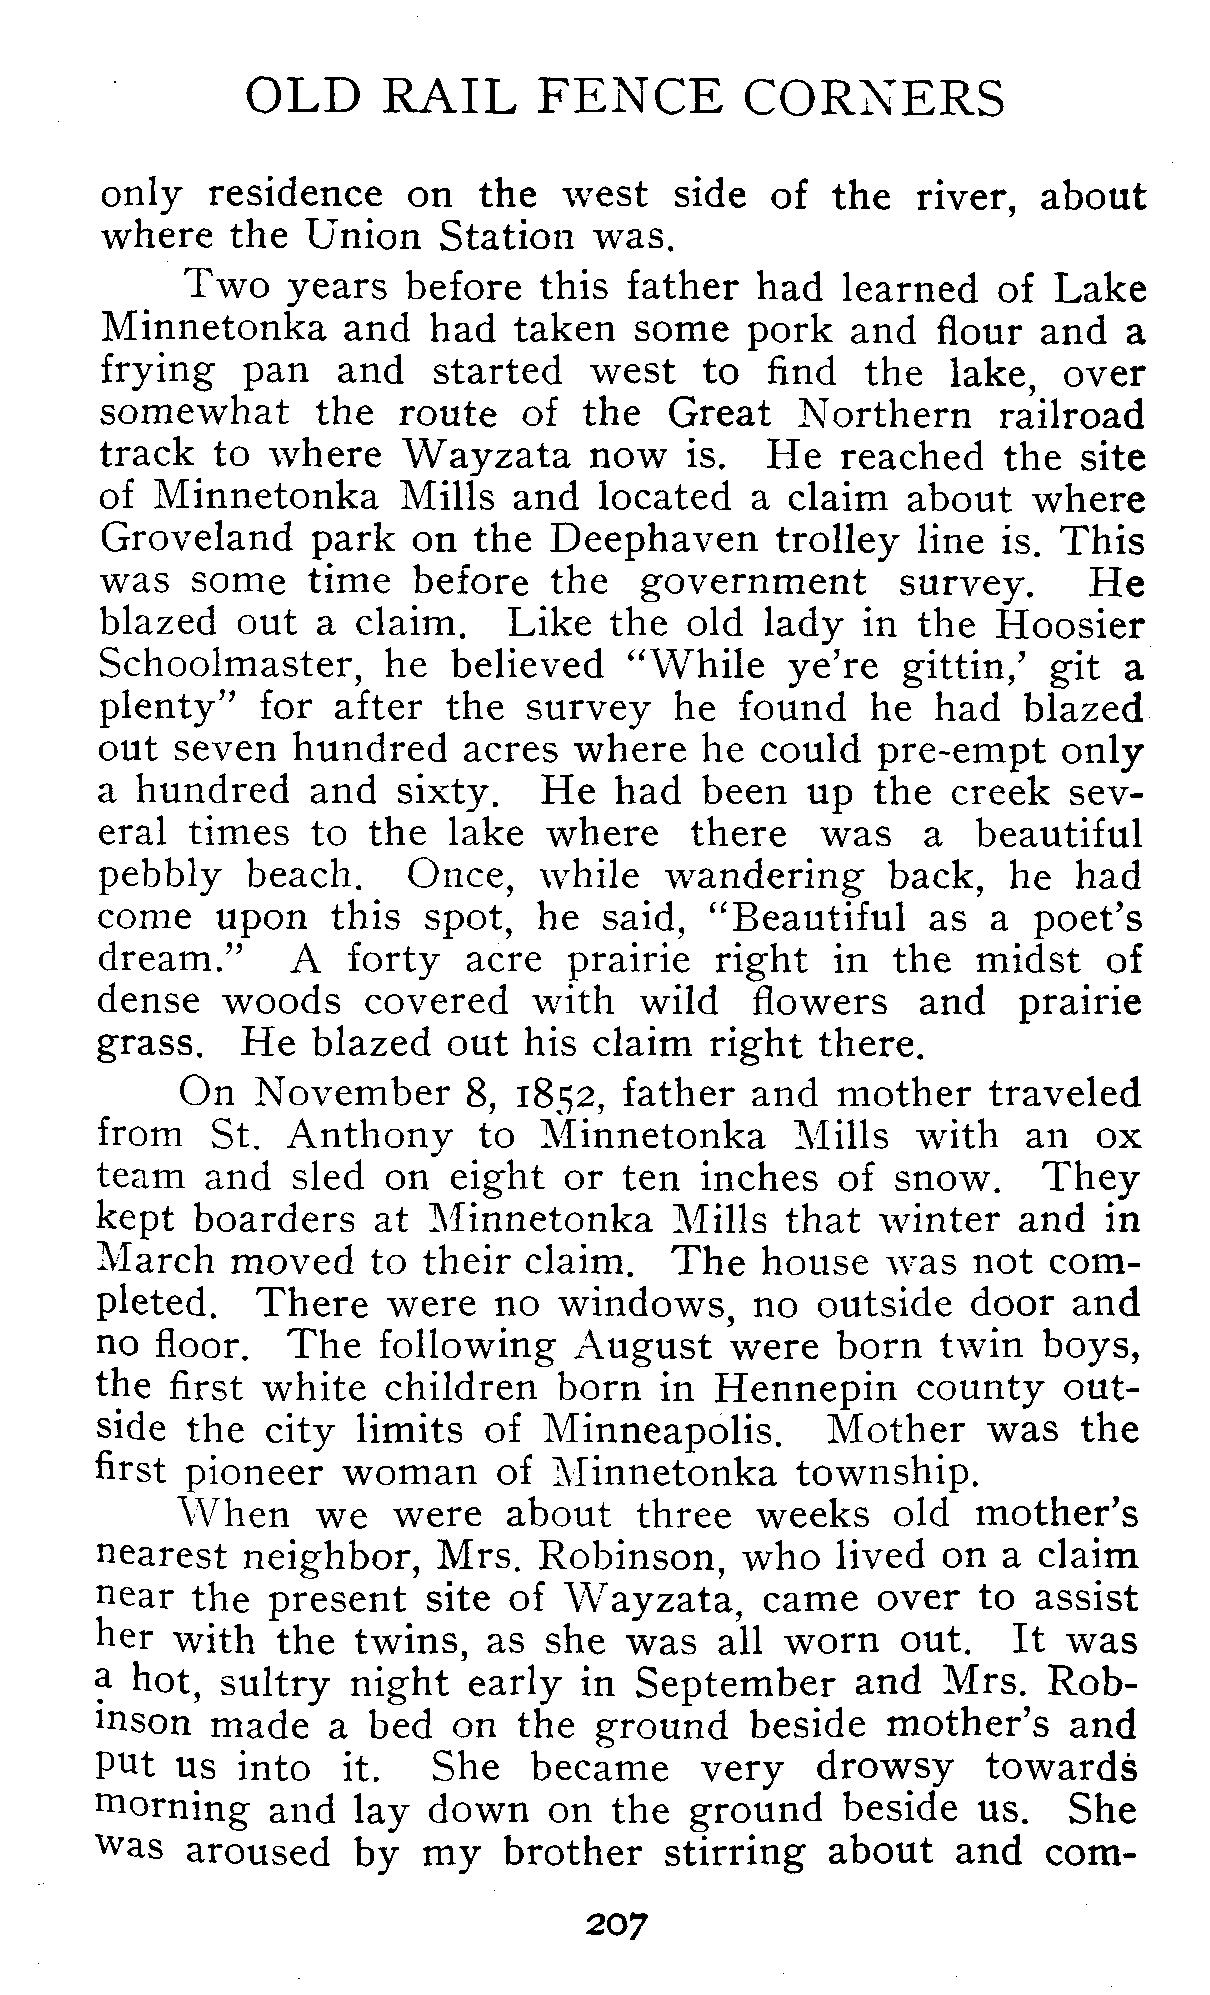 OLD RAIL FENCE CORNERS
only residence on the west side of the river, about
where the Union Station was.
Two years before this father had learned of Lake
Minnetonka and had taken some pork and flour and a
frying pan and started west to find the lake, over
somewhat the route of the Great Northern railroad
track to where Wayzata now is. He reached the site
of Minnetonka Mills and located a claim about where
Groveland park on the Deephaven trolley line is. This
was some time before the government survey. He
blazed out a claim. Like the old lady in the Hoosier
Schoolmaster, he believed "While ye're gittin,' git a
plenty" for after the survey he found he had blazed
out seven hundred acres where he could pre-empt only
a hundred and sixty. He had been up the creek sev-
eral times to the lake where there was a beautiful
pebbly beach. Once, while wandering back, he had
come upon this spot, he said, "Beautiful as a poet's
dream." A forty acre prairie right in the midst of
dense woods covered with wild flowers and prairie
grass. He blazed out his claim right there.
On November 8, 1852, father and mother traveled
from St. Anthony to Minnetonka Mills with an ox
team and sled on eight or ten inches of snow. They
kept boarders at Minnetonka Mills that winter and in
March moved to their claim. The house was not com-
pleted. There were no windows, no outside door and
no floor. The following August were born twin boys,
the first white children born in Hennepin county out-
side the city limits of Minneapolis. Mother was the
first pioneer woman of Minnetonka township.
When we were about three weeks old mother's
nearest neighbor, Mrs. Robinson, who lived on a claim
near the present site of Wayzata, came over to assist
her with the twins, as she was all worn out. It was
a hot, sultry night early in September and Mrs. Rob-
inson made a bed on the ground beside mother's and
put us into it. She became very drowsy towards
morning and lay down on the ground beside us. She
was aroused by my brother stirring about and com-
207